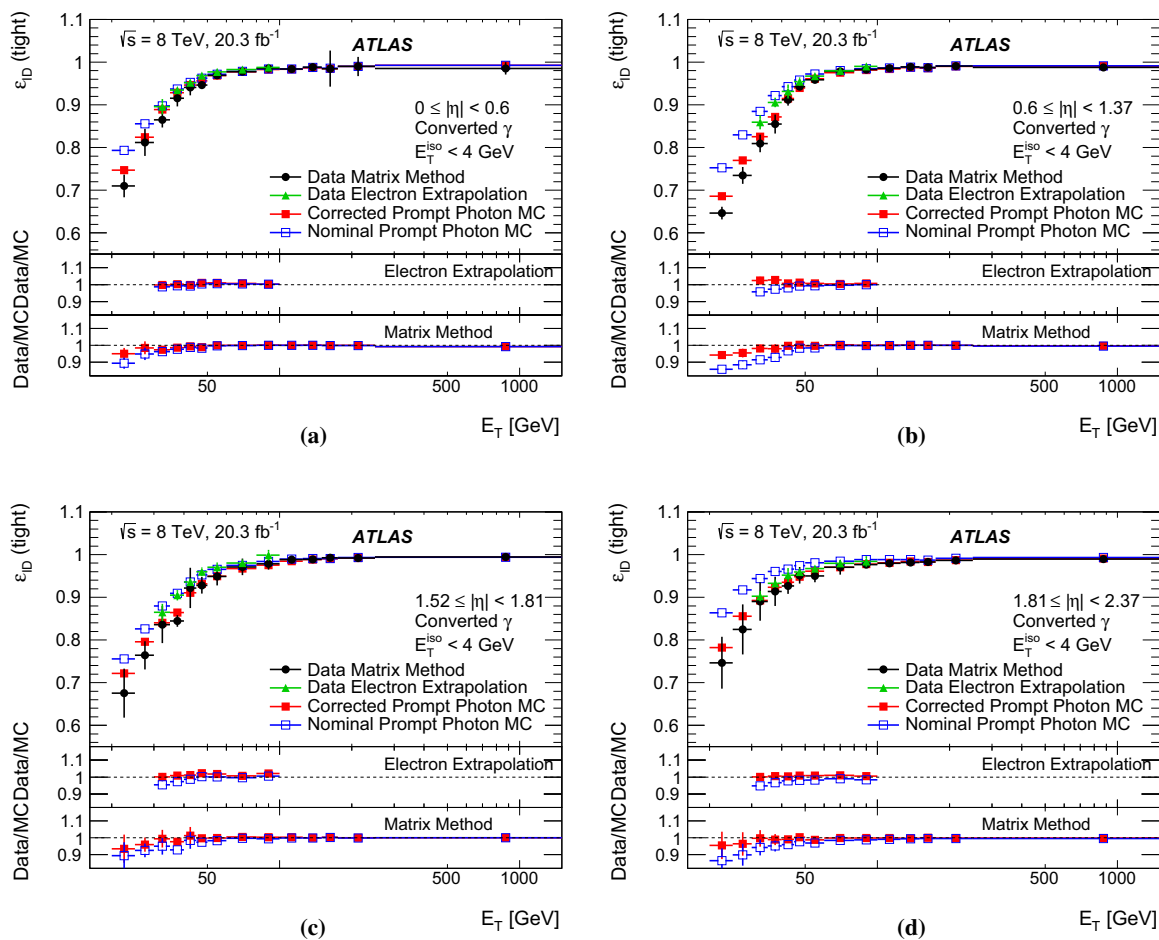 ε_ID (tight)
1.1
1
0.9
0.8
0.7
0.6
√s = 8 TeV, 20.3 fb⁻¹
ATLAS
0 ≤ |η| < 0.6
Converted γ
E_T^iso < 4 GeV
Data Matrix Method
Data Electron Extrapolation
Corrected Prompt Photon MC
Nominal Prompt Photon MC
Data/MC
1.1
1
0.9
Electron Extrapolation
Data/MC
1.1
1
0.9
Matrix Method
50 500 1000
E_T [GeV]
(a)
ε_ID (tight)
1.1
1
0.9
0.8
0.7
0.6
√s = 8 TeV, 20.3 fb⁻¹
ATLAS
0.6 ≤ |η| < 1.37
Converted γ
E_T^iso < 4 GeV
Data Matrix Method
Data Electron Extrapolation
Corrected Prompt Photon MC
Nominal Prompt Photon MC
Data/MC
1.1
1
0.9
Electron Extrapolation
Data/MC
1.1
1
0.9
Matrix Method
50 500 1000
E_T [GeV]
(b)
ε_ID (tight)
1.1
1
0.9
0.8
0.7
0.6
√s = 8 TeV, 20.3 fb⁻¹
ATLAS
1.52 ≤ |η| < 1.81
Converted γ
E_T^iso < 4 GeV
Data Matrix Method
Data Electron Extrapolation
Corrected Prompt Photon MC
Nominal Prompt Photon MC
Data/MC
1.1
1
0.9
Electron Extrapolation
Data/MC
1.1
1
0.9
Matrix Method
50 500 1000
E_T [GeV]
(c)
ε_ID (tight)
1.1
1
0.9
0.8
0.7
0.6
√s = 8 TeV, 20.3 fb⁻¹
ATLAS
1.81 ≤ |η| < 2.37
Converted γ
E_T^iso < 4 GeV
Data Matrix Method
Data Electron Extrapolation
Corrected Prompt Photon MC
Nominal Prompt Photon MC
Data/MC
1.1
1
0.9
Electron Extrapolation
Data/MC
1.1
1
0.9
Matrix Method
50 500 1000
E_T [GeV]
(d)